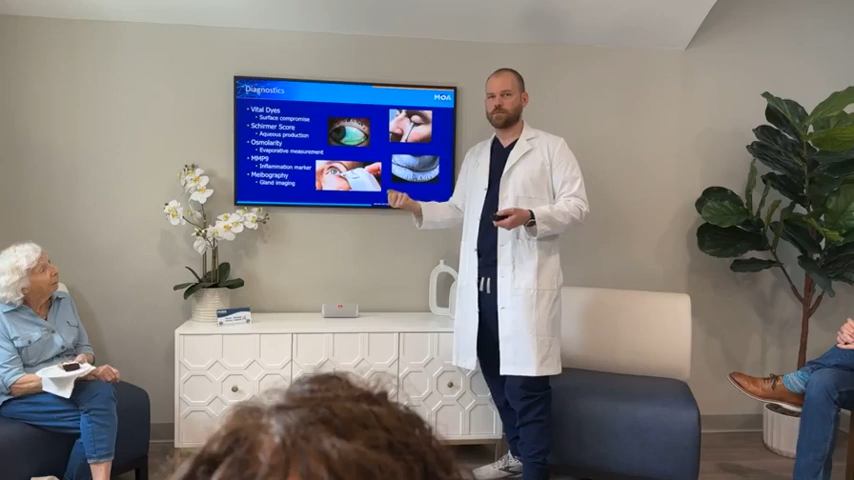 Diagnostics
MOA
• Vital Dyes
• Surface compromise
• Schirmer Score
• Aqueous production
• Osmolarity
• Evaporative measurement
• MMP9
• Inflammation marker
• Meibography
• Gland imaging